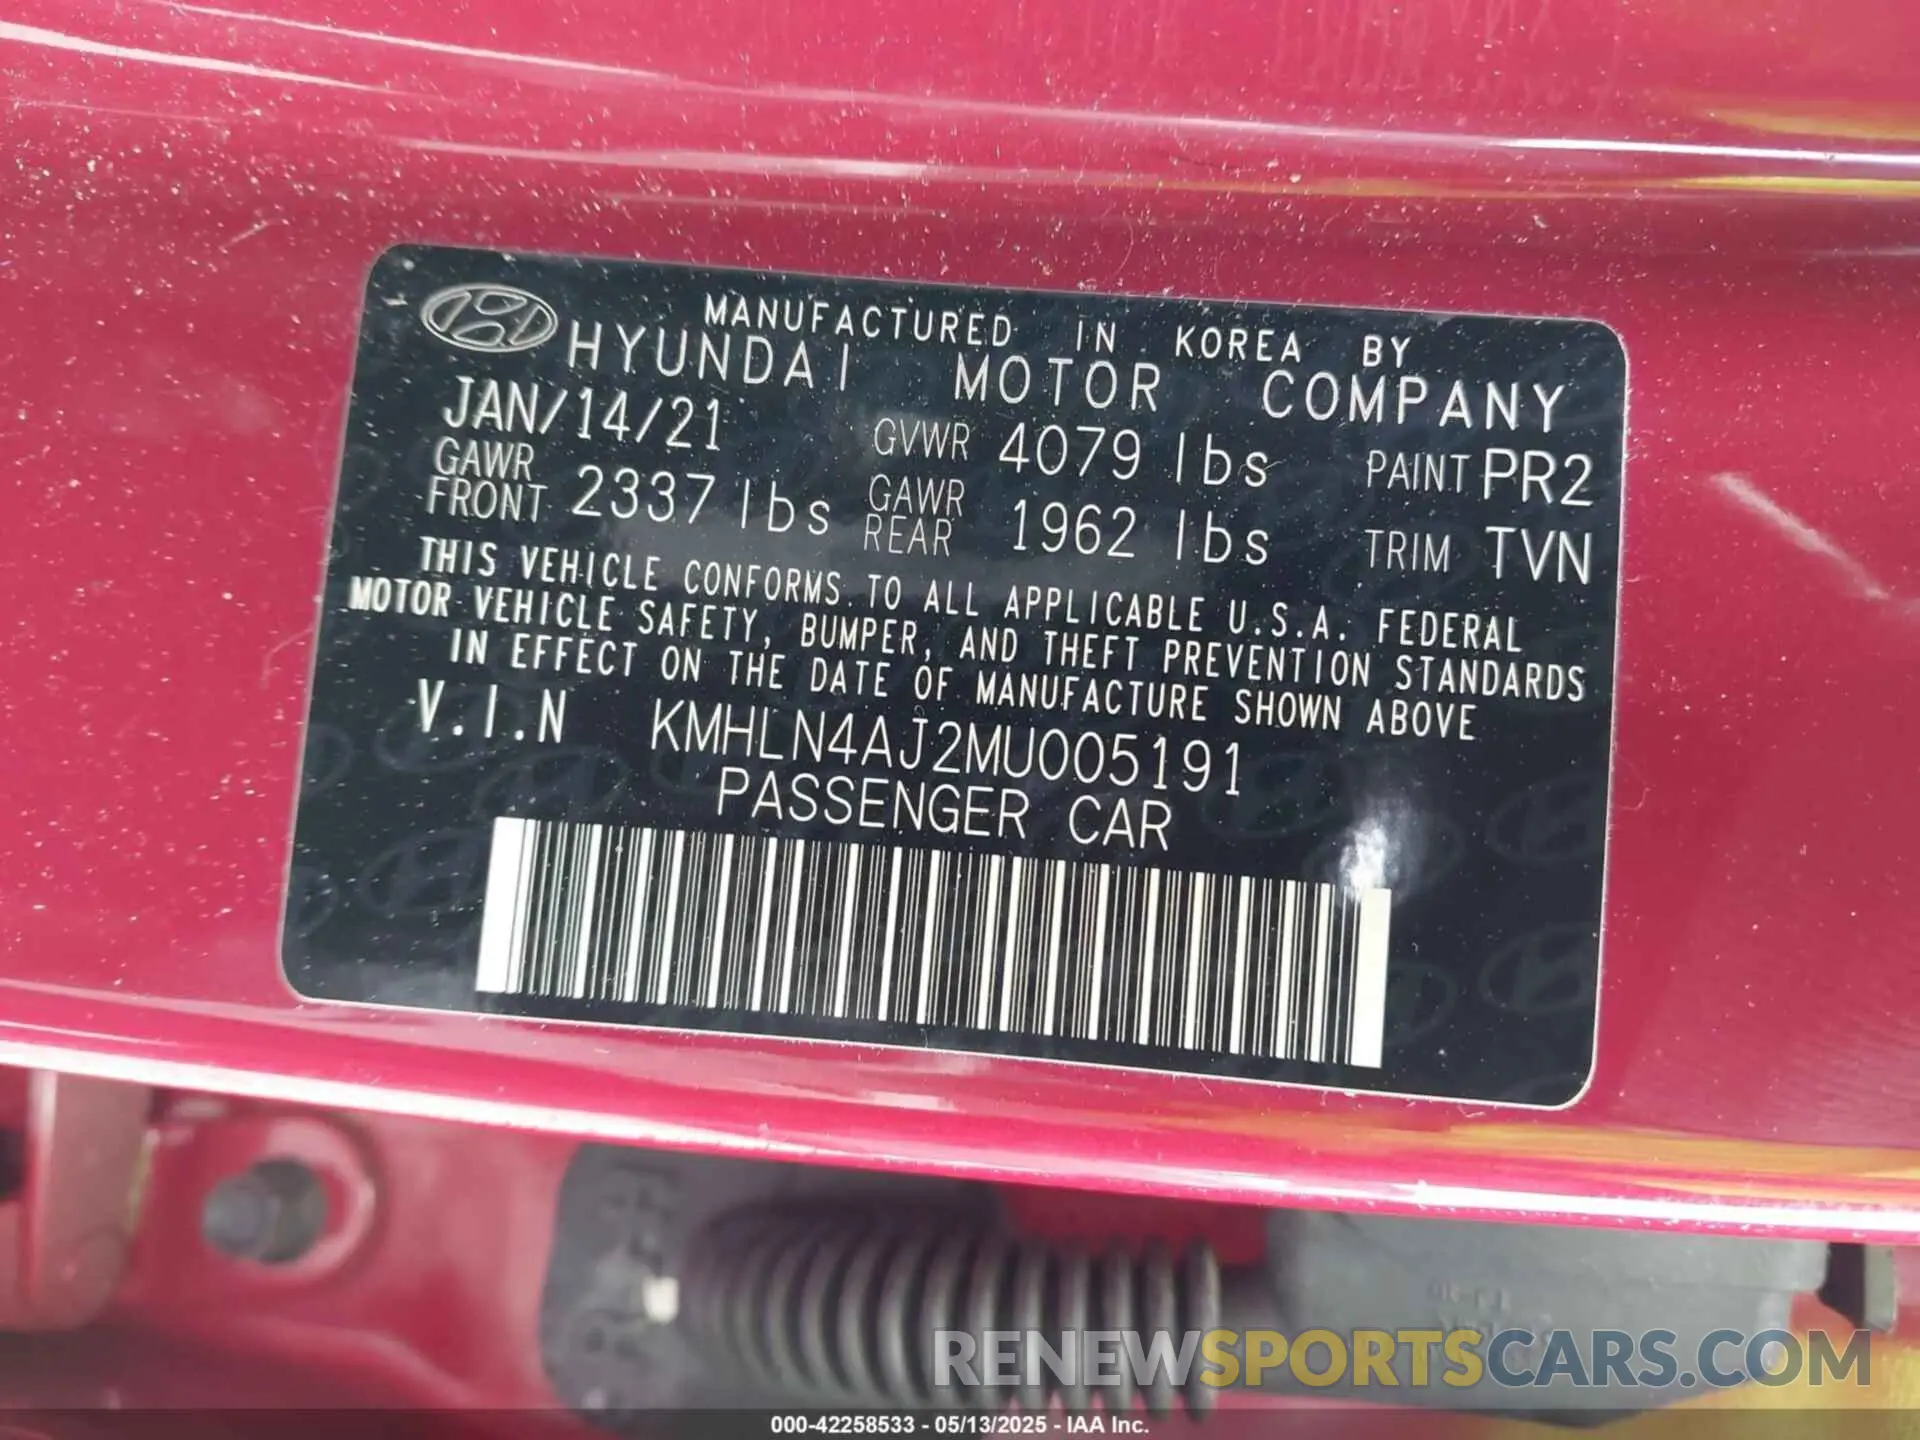 MANUFACTURED IN KOREA BY
HYUNDAI MOTOR COMPANY
JAN/14/21 GVWR 4079 lbs PAINT PR2
GAWR FRONT 2337 lbs GAWR REAR 1962 lbs TRIM TVN
THIS VEHICLE CONFORMS TO ALL APPLICABLE U.S.A. FEDERAL
MOTOR VEHICLE SAFETY, BUMPER, AND THEFT PREVENTION STANDARDS
IN EFFECT ON THE DATE OF MANUFACTURE SHOWN ABOVE
V.I.N KMHLN4AJ2MU005191
PASSENGER CAR
RENEWSPORTSCARS.COM
000-42258533 - 05/13/2025 - IAA Inc.